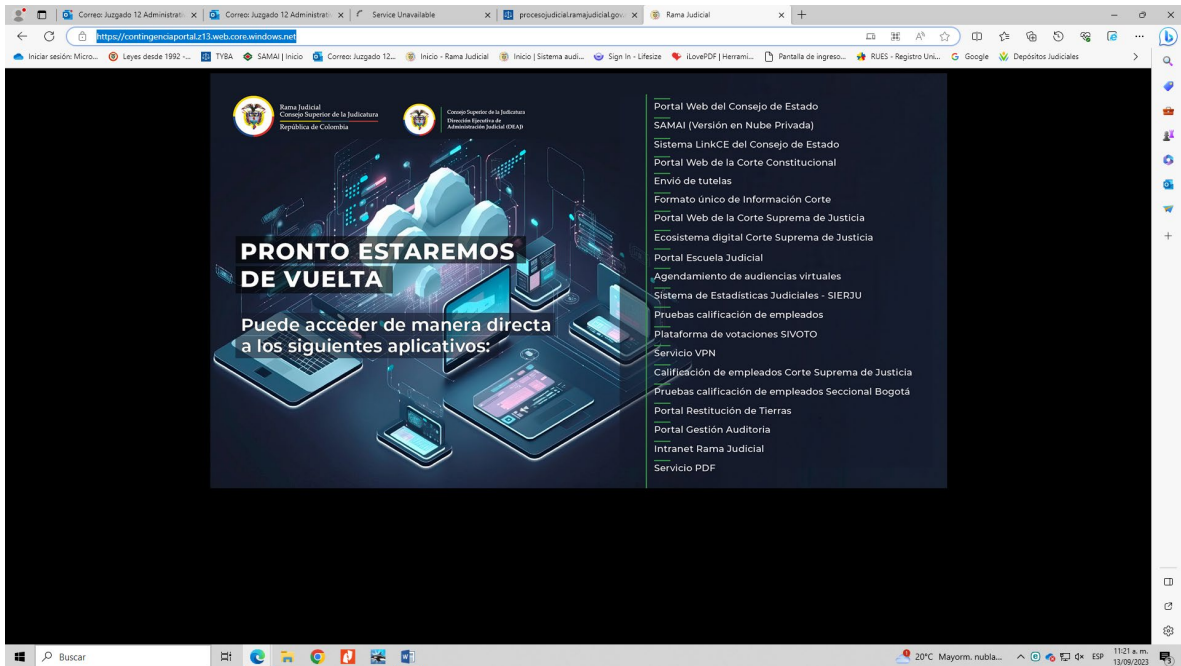 Correo: Juzgado 12 Administrativ
Correo: Juzgado 12 Administrativ
Service Unavailable
procesojudicial.ramajudicial.gov.
Rama Judicial
https://contingenciaportal.z13.web.core.windows.net
Iniciar sesión: Micro...
Leyes desde 1992 -...
TYBA
SAMAI | Inicio
Correo: Juzgado 12...
Inicio - Rama Judicial
Inicio | Sistema audi...
Sign In - Lifesize
iLovePDF | Herrami...
Pantalla de ingreso...
RUES - Registro Uni...
Google
Depósitos Judiciales
Rama Judicial
Consejo Superior de la Judicatura
República de Colombia
Consejo Superior de la Judicatura
Dirección Ejecutiva de
Administración Judicial (DEAJ)
PRONTO ESTAREMOS
DE VUELTA
Puede acceder de manera directa
a los siguientes aplicativos:
Portal Web del Consejo de Estado
SAMAI (Versión en Nube Privada)
Sistema LinkCE del Consejo de Estado
Portal Web de la Corte Constitucional
Envió de tutelas
Formato único de Información Corte
Portal Web de la Corte Suprema de Justicia
Ecosistema digital Corte Suprema de Justicia
Portal Escuela Judicial
Agendamiento de audiencias virtuales
Sistema de Estadísticas Judiciales - SIERJU
Pruebas calificación de empleados
Plataforma de votaciones SIVOTO
Servicio VPN
Calificación de empleados Corte Suprema de Justicia
Pruebas calificación de empleados Seccional Bogotá
Portal Restitución de Tierras
Portal Gestión Auditoria
Intranet Rama Judicial
Servicio PDF
Buscar
20°C Mayorm. nubla...
ESP
11:21 a. m.
13/09/2023